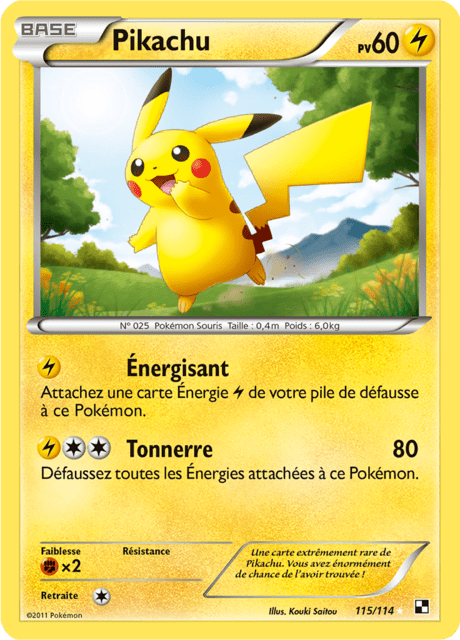 BASE
Pikachu
PV60
N° 025 Pokémon Souris Taille : 0,4m Poids : 6,0kg
Énergisant
Attachez une carte Énergie de votre pile de défausse
à ce Pokémon.
Tonnerre 80
Défaussez toutes les Énergies attachées à ce Pokémon.
Faiblesse Résistance
×2
Retraite
Une carte extrêmement rare de
Pikachu. Vous avez énormément
de chance de l'avoir trouvée !
©2011 Pokémon
Illus. Kouki Saitou 115/114